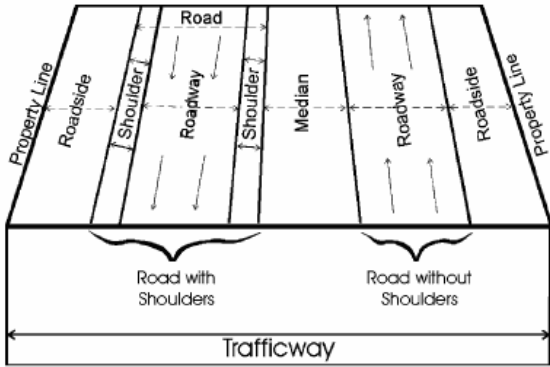 Road
Property Line
Roadside
Shoulder
Roadway
Shoulder
Median
Roadway
Roadside
Property Line
Road with
Shoulders
Road without
Shoulders
Trafficway